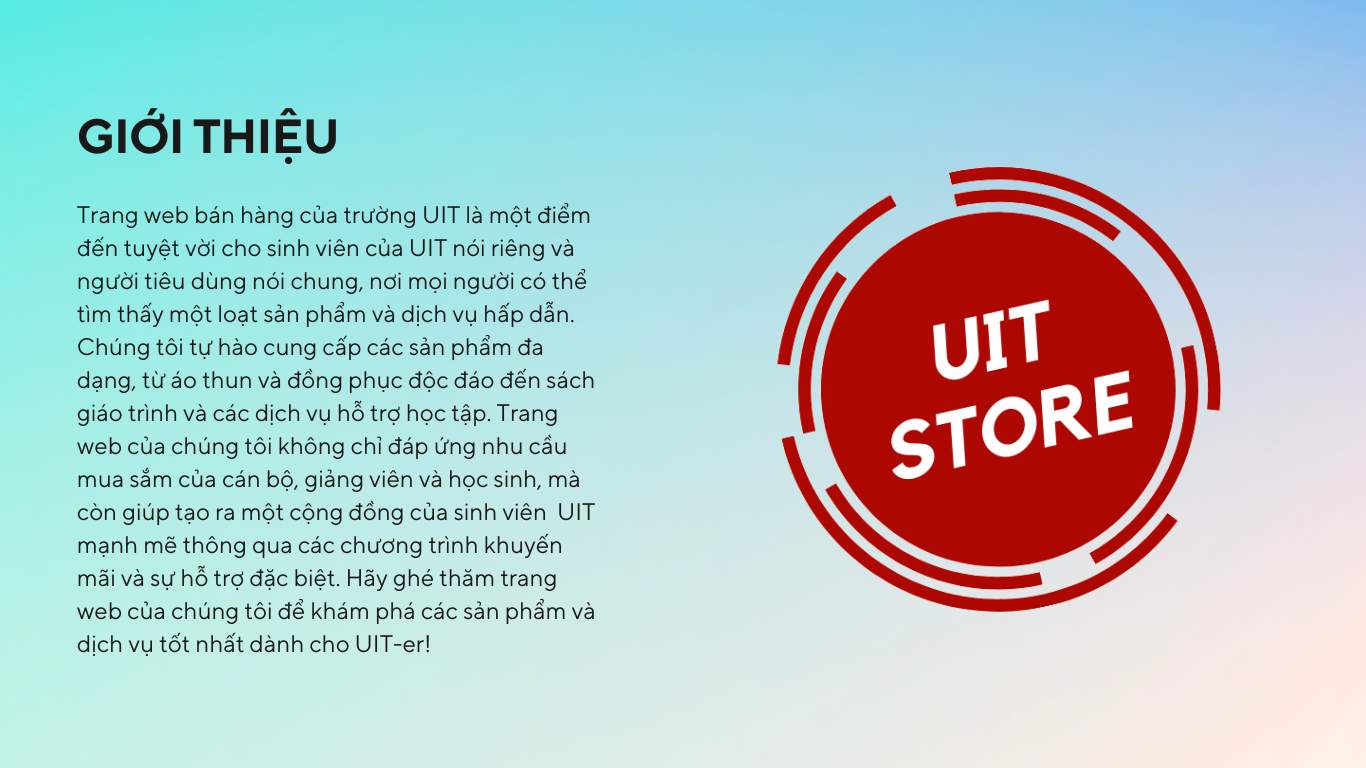 GIỚI THIỆU
Trang web bán hàng của trường UIT là một điểm
đến tuyệt vời cho sinh viên của UIT nói riêng và
người tiêu dùng nói chung, nơi mọi người có thể
tìm thấy một loạt sản phẩm và dịch vụ hấp dẫn.
Chúng tôi tự hào cung cấp các sản phẩm đa
dạng, từ áo thun và đồng phục độc đáo đến sách
giáo trình và các dịch vụ hỗ trợ học tập. Trang
web của chúng tôi không chỉ đáp ứng nhu cầu
mua sắm của cán bộ, giảng viên và học sinh, mà
còn giúp tạo ra một cộng đồng của sinh viên  UIT
mạnh mẽ thông qua các chương trình khuyến
mãi và sự hỗ trợ đặc biệt. Hãy ghé thăm trang
web của chúng tôi để khám phá các sản phẩm và
dịch vụ tốt nhất dành cho UIT-er!
UIT
STORE